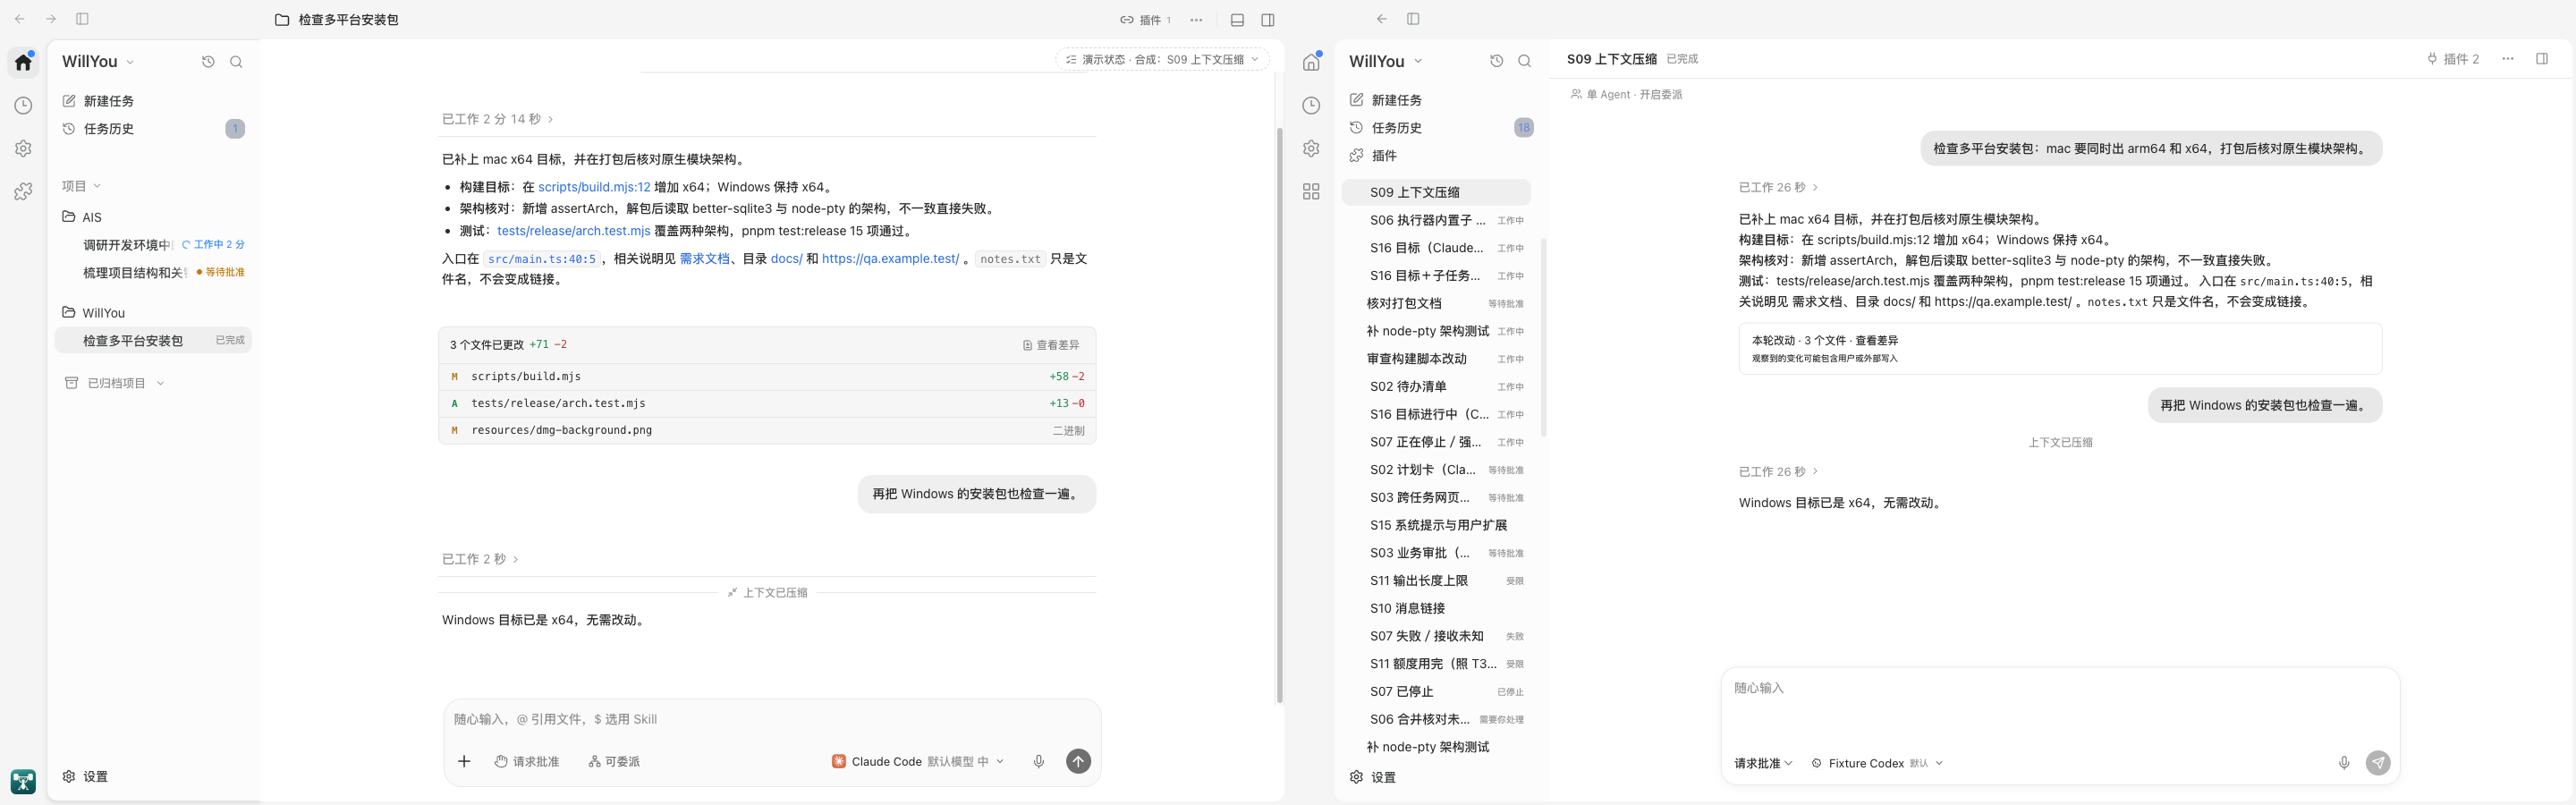 检查多平台安装包
插件 1
WillYou
新建任务
任务历史 1
项目
AIS
调研开发环境中 工作中 2 分
梳理项目结构和关 等待批准
WillYou
检查多平台安装包 已完成
已归档项目
设置
演示状态 · 合成：S09 上下文压缩
已工作 2 分 14 秒
已补上 mac x64 目标，并在打包后核对原生模块架构。
构建目标：在 scripts/build.mjs:12 增加 x64；Windows 保持 x64。
架构核对：新增 assertArch，解包后读取 better-sqlite3 与 node-pty 的架构，不一致直接失败。
测试：tests/release/arch.test.mjs 覆盖两种架构，pnpm test:release 15 项通过。
入口在 src/main.ts:40:5，相关说明见 需求文档、目录 docs/ 和 https://qa.example.test/ 。notes.txt 只是文
件名，不会变成链接。
3 个文件已更改 +71 −2 查看差异
M scripts/build.mjs +58 −2
A tests/release/arch.test.mjs +13 −0
M resources/dmg-background.png 二进制
再把 Windows 的安装包也检查一遍。
已工作 2 秒
上下文已压缩
Windows 目标已是 x64，无需改动。
随心输入，@ 引用文件，$ 选用 Skill
请求批准 可委派 Claude Code 默认模型 中
WillYou
新建任务
任务历史 18
插件
S09 上下文压缩
S06 执行器内置子 ... 工作中
S16 目标（Claude... 工作中
S16 目标＋子任务... 工作中
核对打包文档 等待批准
补 node-pty 架构测试 工作中
审查构建脚本改动 工作中
S02 待办清单 工作中
S16 目标进行中（C... 工作中
S07 正在停止 / 强... 工作中
S02 计划卡（Cla... 等待批准
S03 跨任务网页... 等待批准
S15 系统提示与用户扩展
S03 业务审批（... 等待批准
S11 输出长度上限 受限
S10 消息链接
S07 失败 / 接收未知 失败
S11 额度用完（照 T3... 受限
S07 已停止 已停止
S06 合并核对未... 需要你处理
补 node-pty 架构测试
设置
S09 上下文压缩 已完成
插件 2
单 Agent · 开启委派
检查多平台安装包：mac 要同时出 arm64 和 x64，打包后核对原生模块架构。
已工作 26 秒
已补上 mac x64 目标，并在打包后核对原生模块架构。
构建目标：在 scripts/build.mjs:12 增加 x64；Windows 保持 x64。
架构核对：新增 assertArch，解包后读取 better-sqlite3 与 node-pty 的架构，不一致直接失败。
测试：tests/release/arch.test.mjs 覆盖两种架构，pnpm test:release 15 项通过。 入口在 src/main.ts:40:5，相
关说明见 需求文档、目录 docs/ 和 https://qa.example.test/ 。notes.txt 只是文件名，不会变成链接。
本轮改动 · 3 个文件 · 查看差异
观察到的变化可能包含用户或外部写入
再把 Windows 的安装包也检查一遍。
上下文已压缩
已工作 26 秒
Windows 目标已是 x64，无需改动。
随心输入
请求批准 Fixture Codex 默认